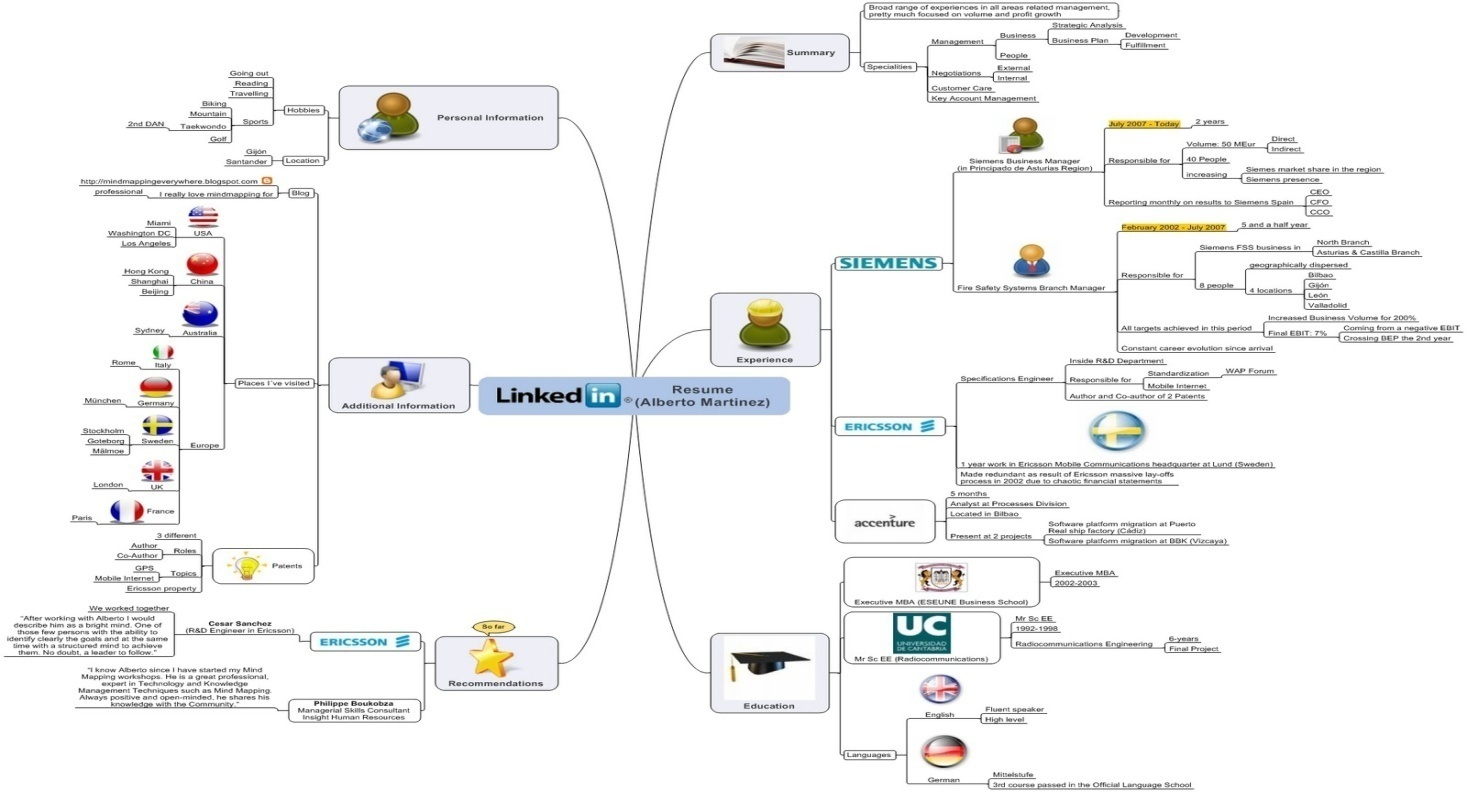 Linked in ® Resume
(Alberto Martinez)
Summary
Broad range of experiences in all areas related management,
pretty much focused on volume and profit growth
Specialities
Management
Business
Strategic Analysis
Business Plan
Development
Fulfillment
People
Negotiations
External
Internal
Customer Care
Key Account Management
Experience
SIEMENS
Siemens Business Manager
(in Principado de Asturias Region)
July 2007 - Today
2 years
Responsible for
Volume: 50 MEur
Direct
Indirect
40 People
increasing
Siemes market share in the region
Siemens presence
Reporting monthly on results to Siemens Spain
CEO
CFO
CCO
Fire Safety Systems Branch Manager
February 2002 - July 2007
5 and a half year
Responsible for
Siemens FSS business in
North Branch
Asturias & Castilla Branch
8 people
geographically dispersed
4 locations
Bilbao
Gijón
León
Valladolid
All targets achieved in this period
Increased Business Volume for 200%
Final EBIT: 7%
Coming from a negative EBIT
Crossing BEP the 2nd year
Constant career evolution since arrival
ERICSSON
Specifications Engineer
Inside R&D Department
Responsible for
Standardization
WAP Forum
Mobile Internet
Author and Co-author of 2 Patents
1 year work in Ericsson Mobile Communications headquarter at Lund (Sweden)
Made redundant as result of Ericsson massive lay-offs
process in 2002 due to chaotic financial statements
accenture
5 months
Analyst at Processes Division
Located in Bilbao
Present at 2 projects
Software platform migration at Puerto
Real ship factory (Cádiz)
Software platform migration at BBK (Vizcaya)
Education
Executive MBA (ESEUNE Business School)
Executive MBA
2002-2003
UC
UNIVERSIDAD
DE CANTABRIA
Mr Sc EE (Radiocommunications)
Mr Sc EE
1992-1998
Radiocommunications Engineering
6-years
Final Project
Languages
English
Fluent speaker
High level
German
Mittelstufe
3rd course passed in the Official Language School
Personal Information
Hobbies
Going out
Reading
Travelling
Sports
Biking
Mountain
Taekwondo
2nd DAN
Golf
Location
Gijón
Santander
Additional Information
Blog
http://mindmappingeverywhere.blogspot.com
I really love mindmapping for
professional
Places I´ve visited
USA
Miami
Washington DC
Los Angeles
China
Hong Kong
Shanghai
Beijing
Australia
Sydney
Europe
Italy
Rome
Germany
München
Sweden
Stockholm
Goteborg
Mälmoe
UK
London
France
Paris
Patents
3 different
Roles
Author
Co-Author
Topics
GPS
Mobile Internet
Ericsson property
Recommendations
So far
ERICSSON
Cesar Sanchez
(R&D Engineer in Ericsson)
We worked together
"After working with Alberto I would
describe him as a bright mind. One of
those few persons with the ability to
identify clearly the goals and at the same
time with a structured mind to achieve
them. No doubt, a leader to follow."
Philippe Boukobza
Managerial Skills Consultant
Insight Human Resources
"I know Alberto since I have started my Mind
Mapping workshops. He is a great professional,
expert in Technology and Knowledge
Management Techniques such as Mind Mapping.
Always positive and open-minded, he shares his
knowledge with the Community."